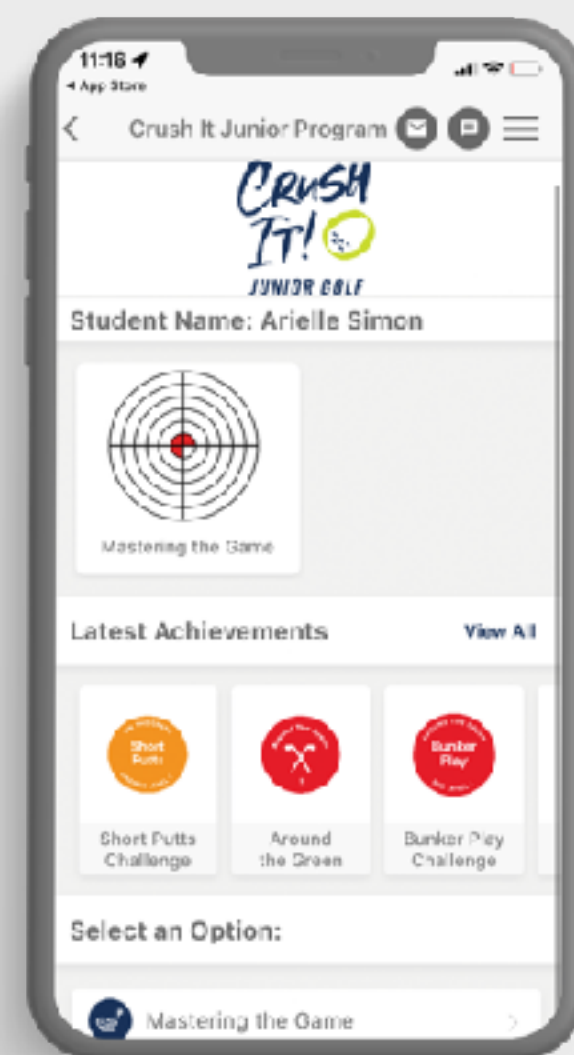 11:18
App Store
Crush It Junior Program
CRUSH
IT!
JUNIOR GOLF
Student Name: Arielle Simon
Mastering the Game
Latest Achievements View All
Short
Putts
Bunker
Play
Short Putts Around Bunker Play
Challenge the Green Challenge
Select an Option:
Mastering the Game